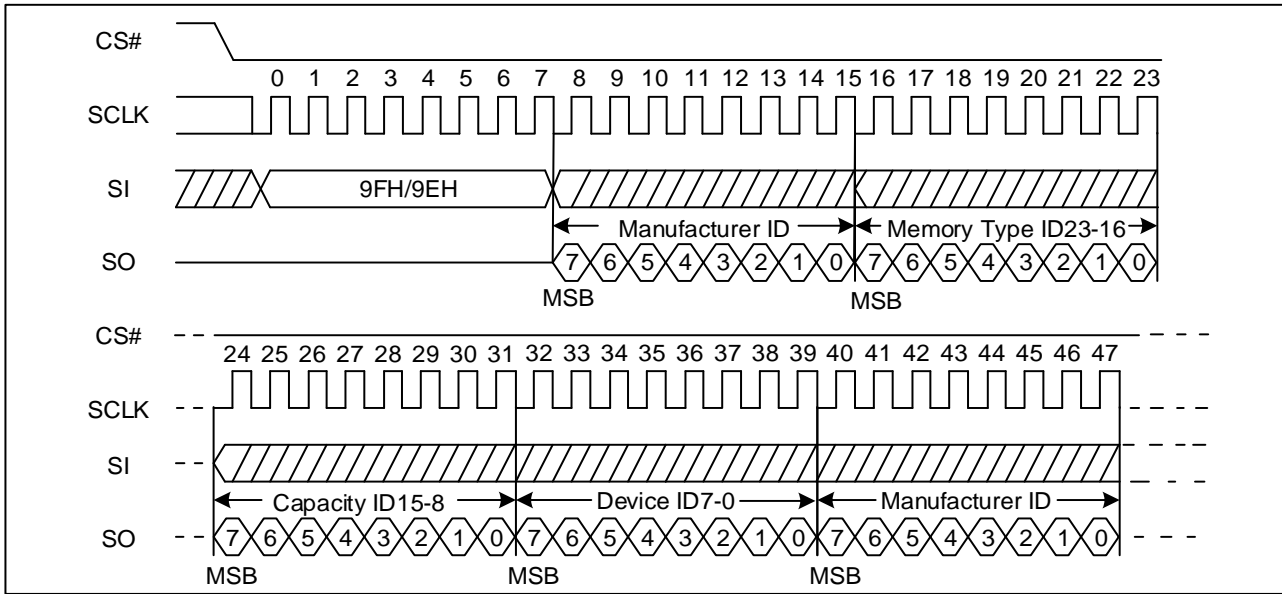 CS#
0 1 2 3 4 5 6 7 8 9 10 11 12 13 14 15 16 17 18 19 20 21 22 23
SCLK
SI 9FH/9EH
Manufacturer ID Memory Type ID23-16
SO 7 6 5 4 3 2 1 0 7 6 5 4 3 2 1 0
MSB MSB
CS#
24 25 26 27 28 29 30 31 32 33 34 35 36 37 38 39 40 41 42 43 44 45 46 47
SCLK
SI
Capacity ID15-8 Device ID7-0 Manufacturer ID
SO 7 6 5 4 3 2 1 0 7 6 5 4 3 2 1 0 7 6 5 4 3 2 1 0
MSB MSB MSB